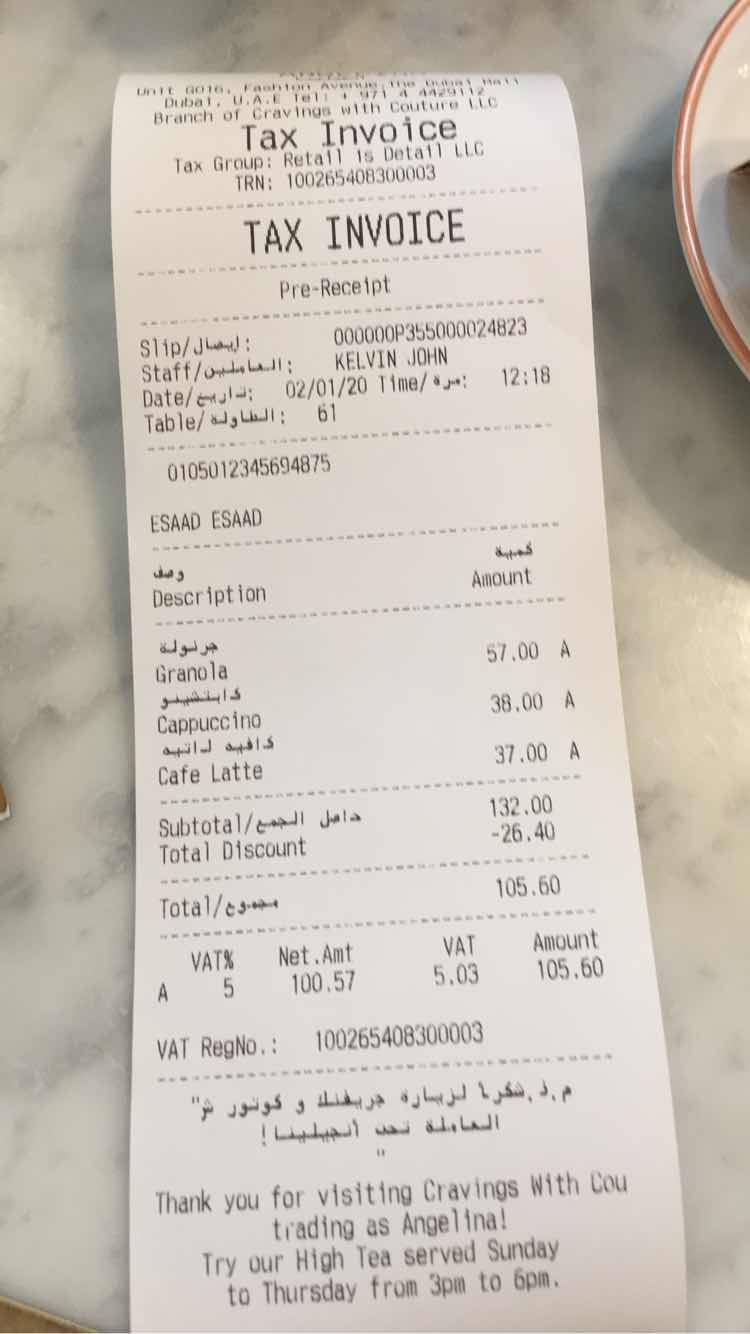 Unit G016, Fashion Avenue, The Dubai Mall
Dubai, U.A.E Tel: + 971 4 4429112
Branch of Cravings with Couture LLC
Tax Invoice
Tax Group: Retail is Detail LLC
TRN: 100265408300003
TAX INVOICE
Pre-Receipt
Slip/إيصال: 000000P355000024823
Staff/العاملين: KELVIN JOHN
Date/تاريخ: 02/01/20 Time/مرة: 12:18
Table/الطاولة: 61
0105012345694875
ESAAD ESAAD
وصف كمية
Description Amount
جرنولة
Granola 57.00 A
كابتشينو
Cappuccino 38.00 A
كافيه لاتيه
Cafe Latte 37.00 A
Subtotal/حاصل الجمع 132.00
Total Discount -26.40
Total/مجموع 105.60
VAT% Net.Amt VAT Amount
A 5 100.57 5.03 105.60
VAT RegNo.: 100265408300003
"م.ذ.شكرا لزيارة جريفنك و كوتور ش
العاملة تحت أنجيلينا!
"
Thank you for visiting Cravings With Cou
trading as Angelina!
Try our High Tea served Sunday
to Thursday from 3pm to 6pm.